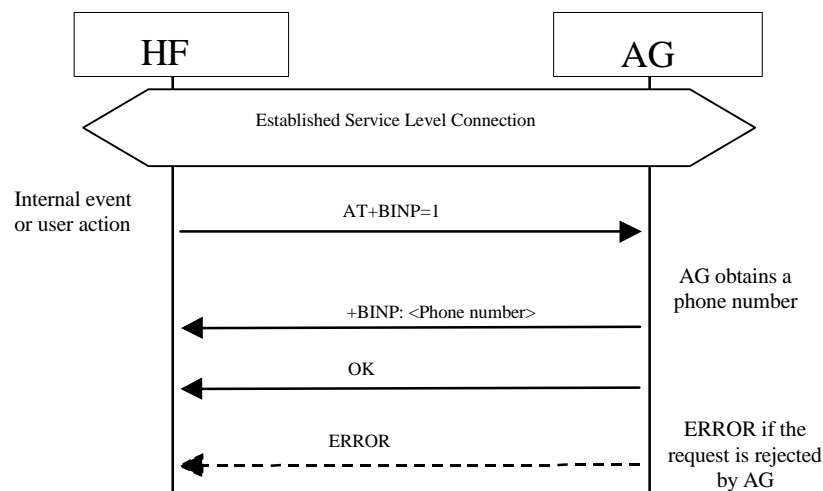 HF
AG
Established Service Level Connection
Internal event
or user action
AT+BINP=1
AG obtains a
phone number
+BINP: <Phone number>
OK
ERROR
ERROR if the
request is rejected
by AG